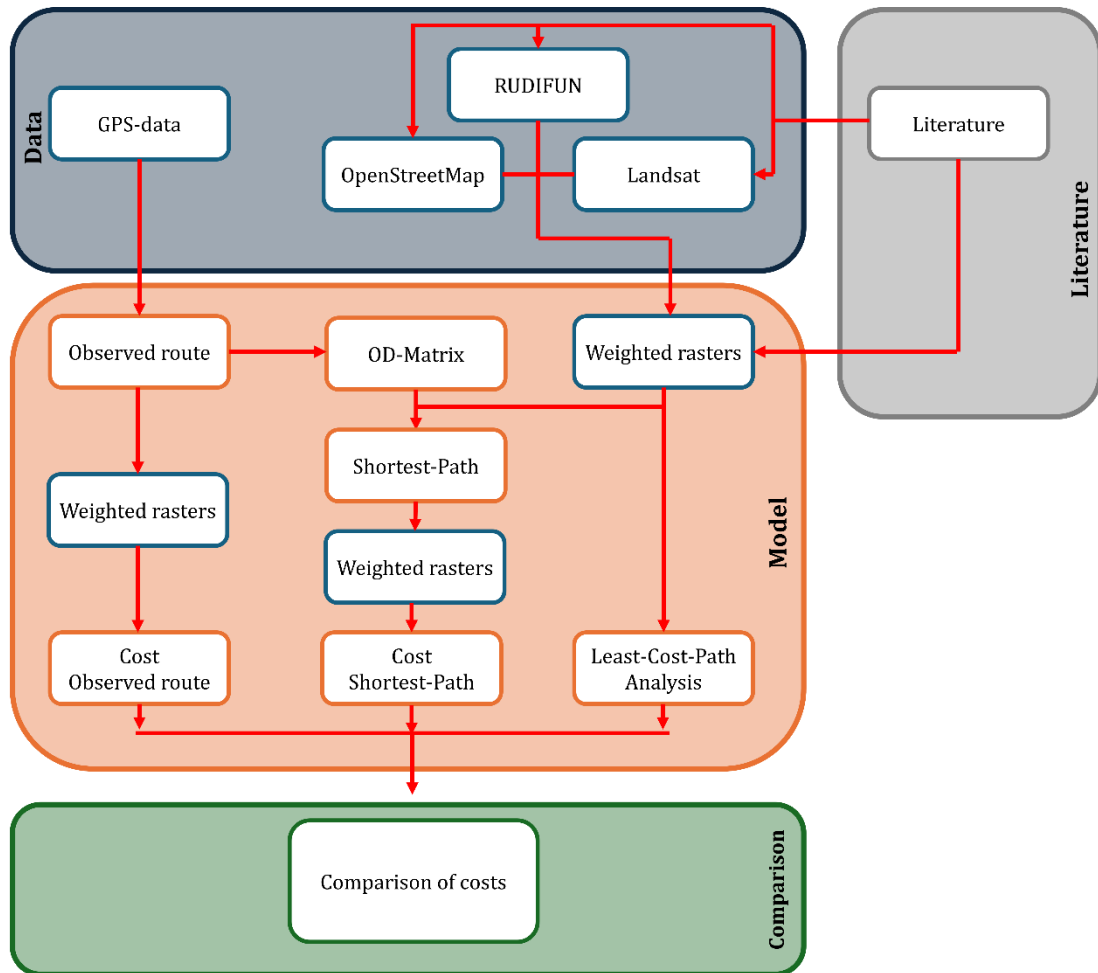 Data
RUDIFUN
GPS-data
Literature
OpenStreetMap
Landsat
Literature
Observed route
OD-Matrix
Weighted rasters
Shortest-Path
Weighted rasters
Model
Weighted rasters
Cost
Observed route
Cost
Shortest-Path
Least-Cost-Path
Analysis
Comparison of costs
Comparison